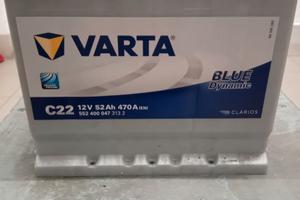 VARTA
BLUE
Dynamic
C22 12V 52Ah 470A (EN)
552 400 047 313 2
CLARIOS